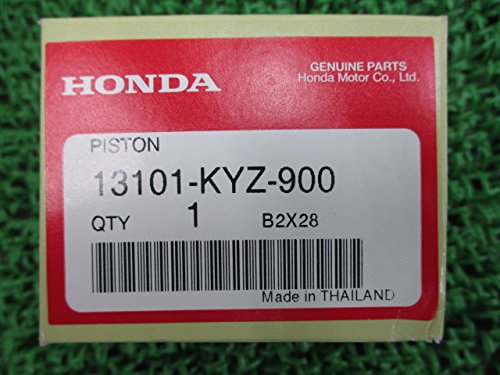 HONDA
GENUINE PARTS
Honda Motor Co., Ltd.
PISTON
13101-KYZ-900
QTY 1 B2X28
Made in THAILAND